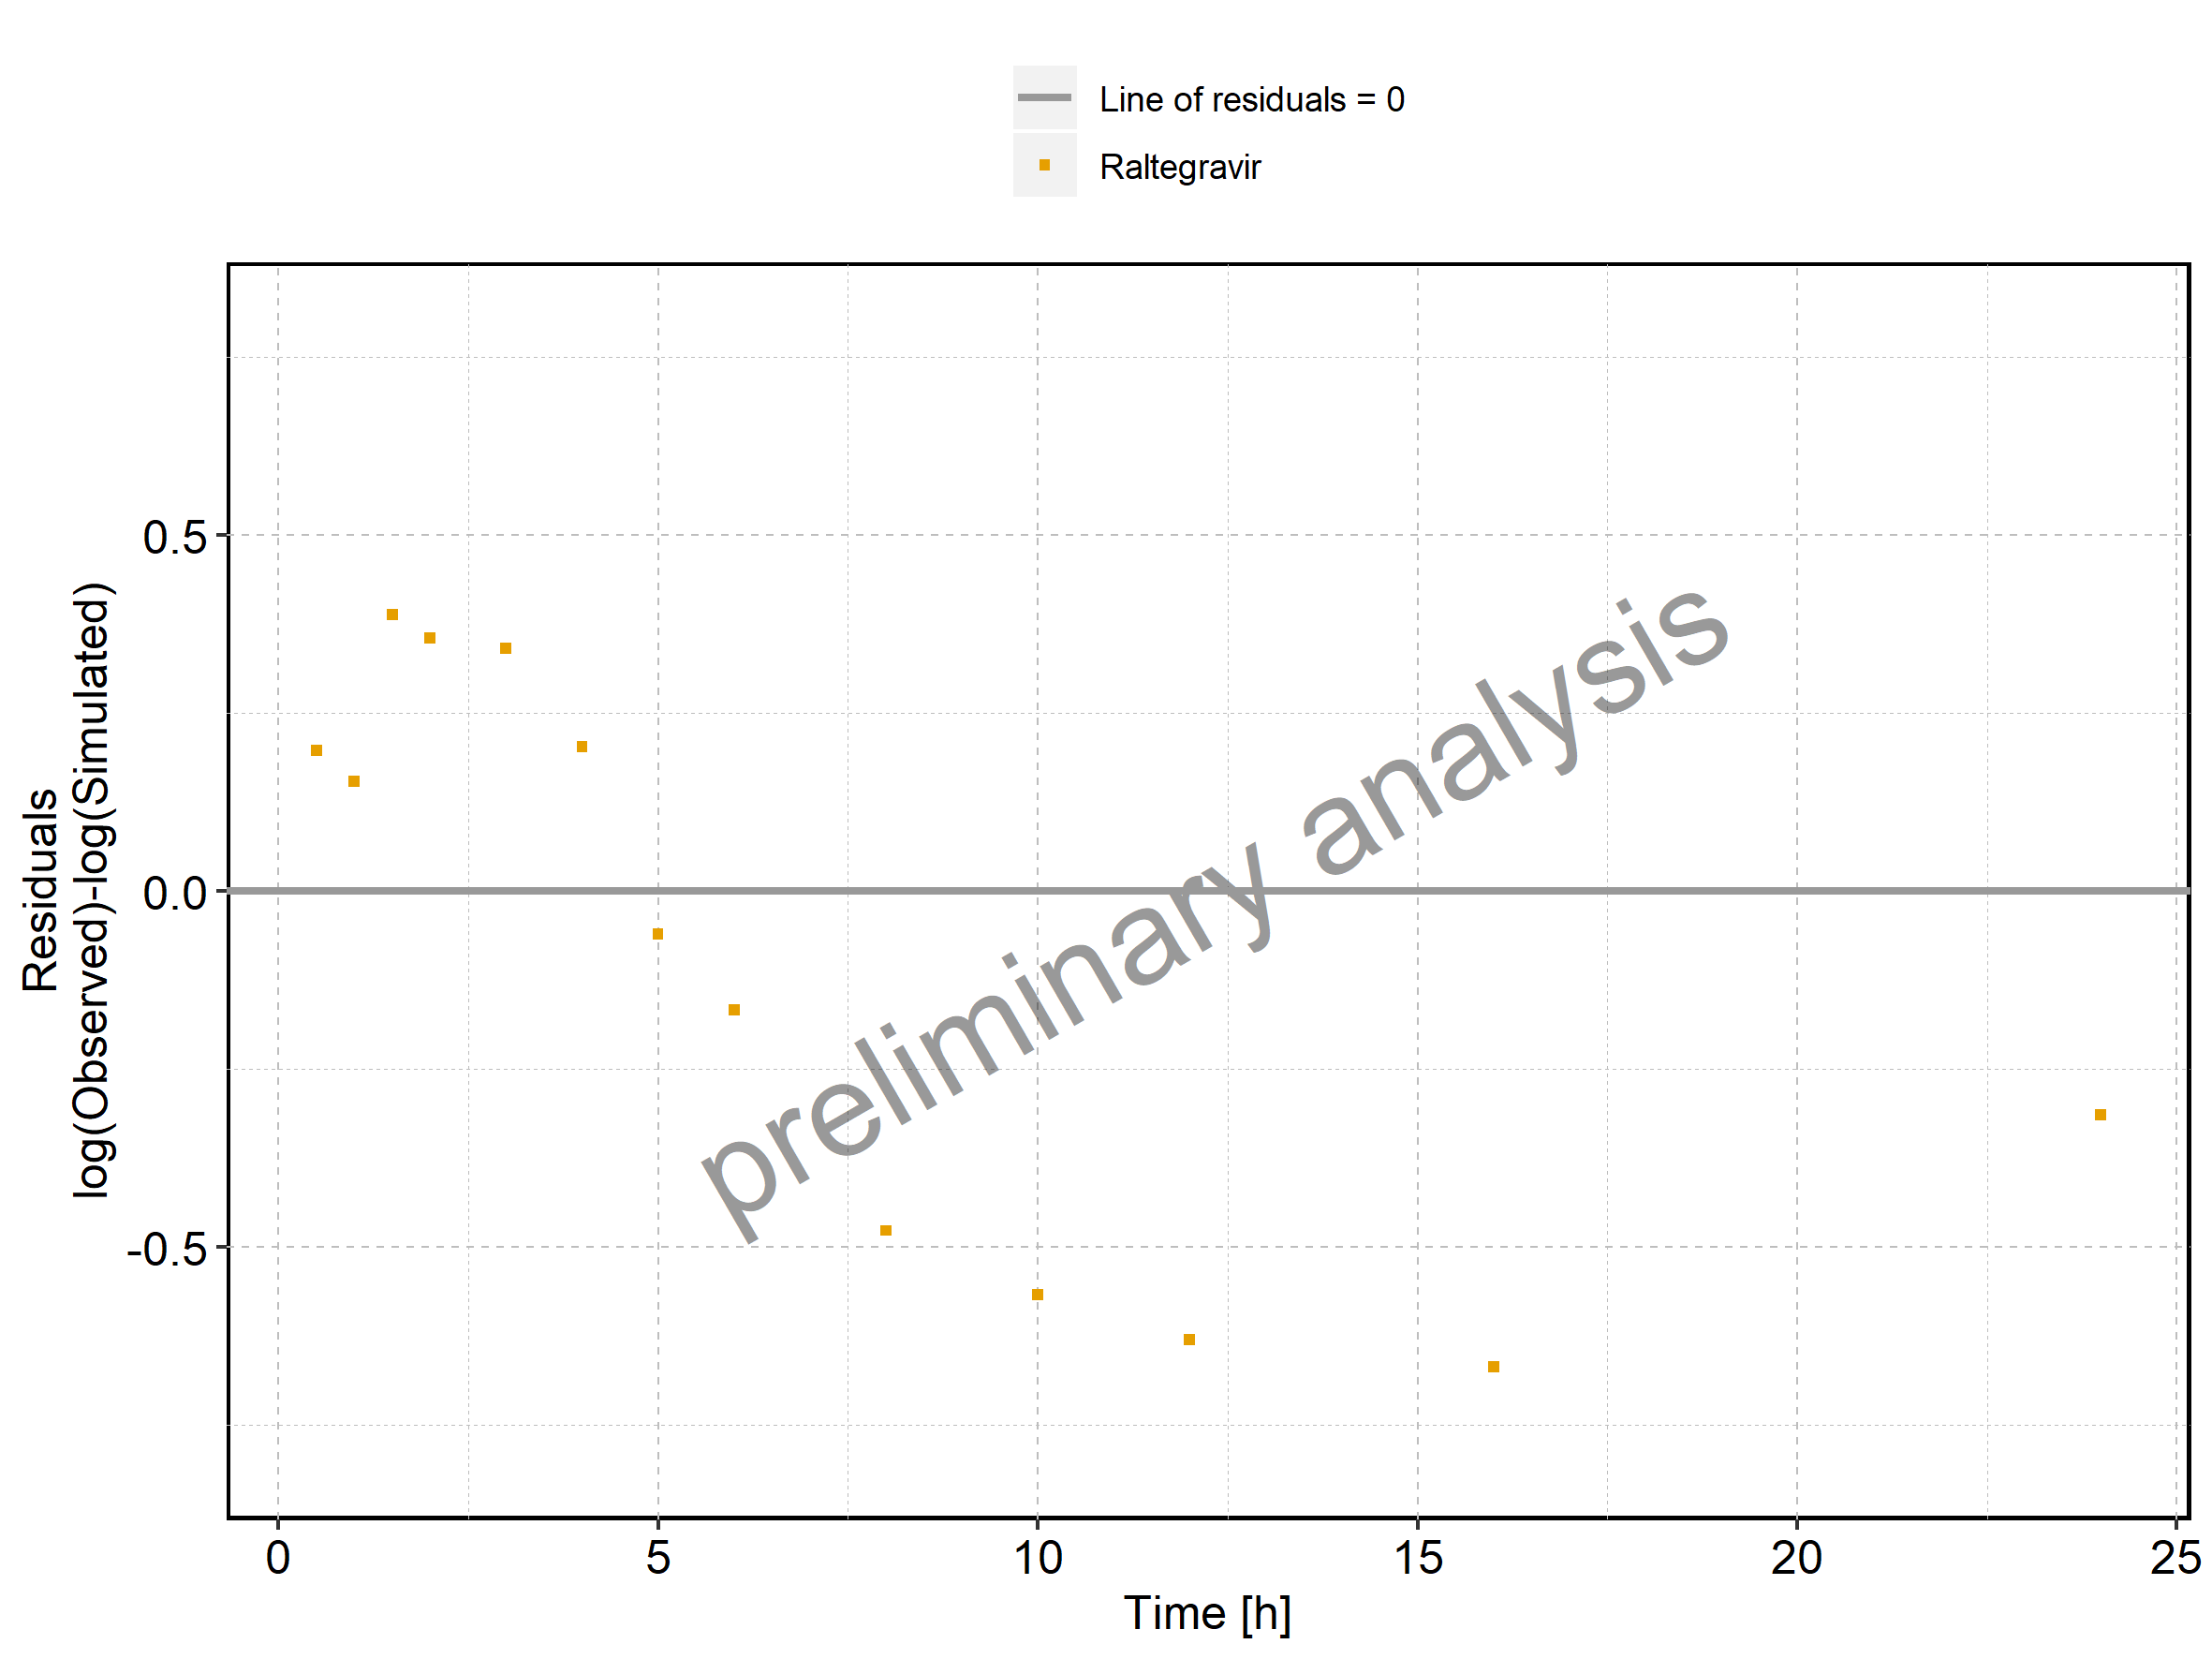 Line of residuals = 0
Raltegravir
Residuals
log(Observed)-log(Simulated)
0.5
0.0
-0.5
preliminary analysis
0 5 10 15 20 25
Time [h]